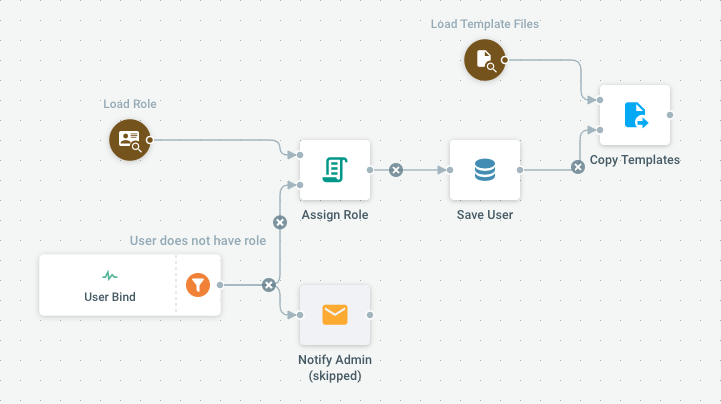 Load Template Files
Load Role
Copy Templates
Assign Role
Save User
User does not have role
User Bind
Notify Admin
(skipped)